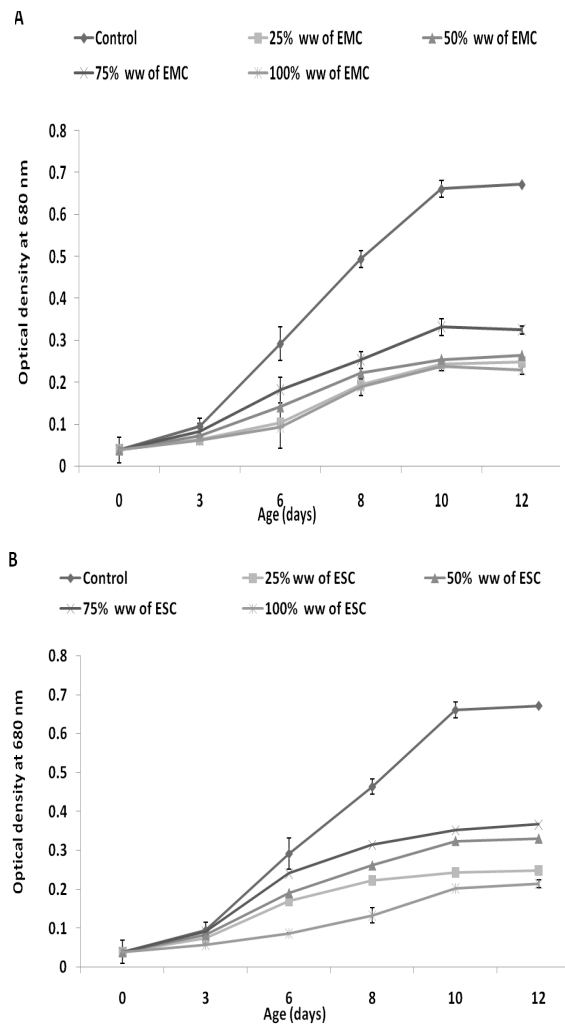 A
Control
25% ww of EMC
50% ww of EMC
75% ww of EMC
100% ww of EMC
Optical density at 680 nm
0.8
0.7
0.6
0.5
0.4
0.3
0.2
0.1
0
0 3 6 8 10 12
Age (days)
B
Control
25% ww of ESC
50% ww of ESC
75% ww of ESC
100% ww of ESC
Optical density at 680 nm
0.8
0.7
0.6
0.5
0.4
0.3
0.2
0.1
0
0 3 6 8 10 12
Age (days)